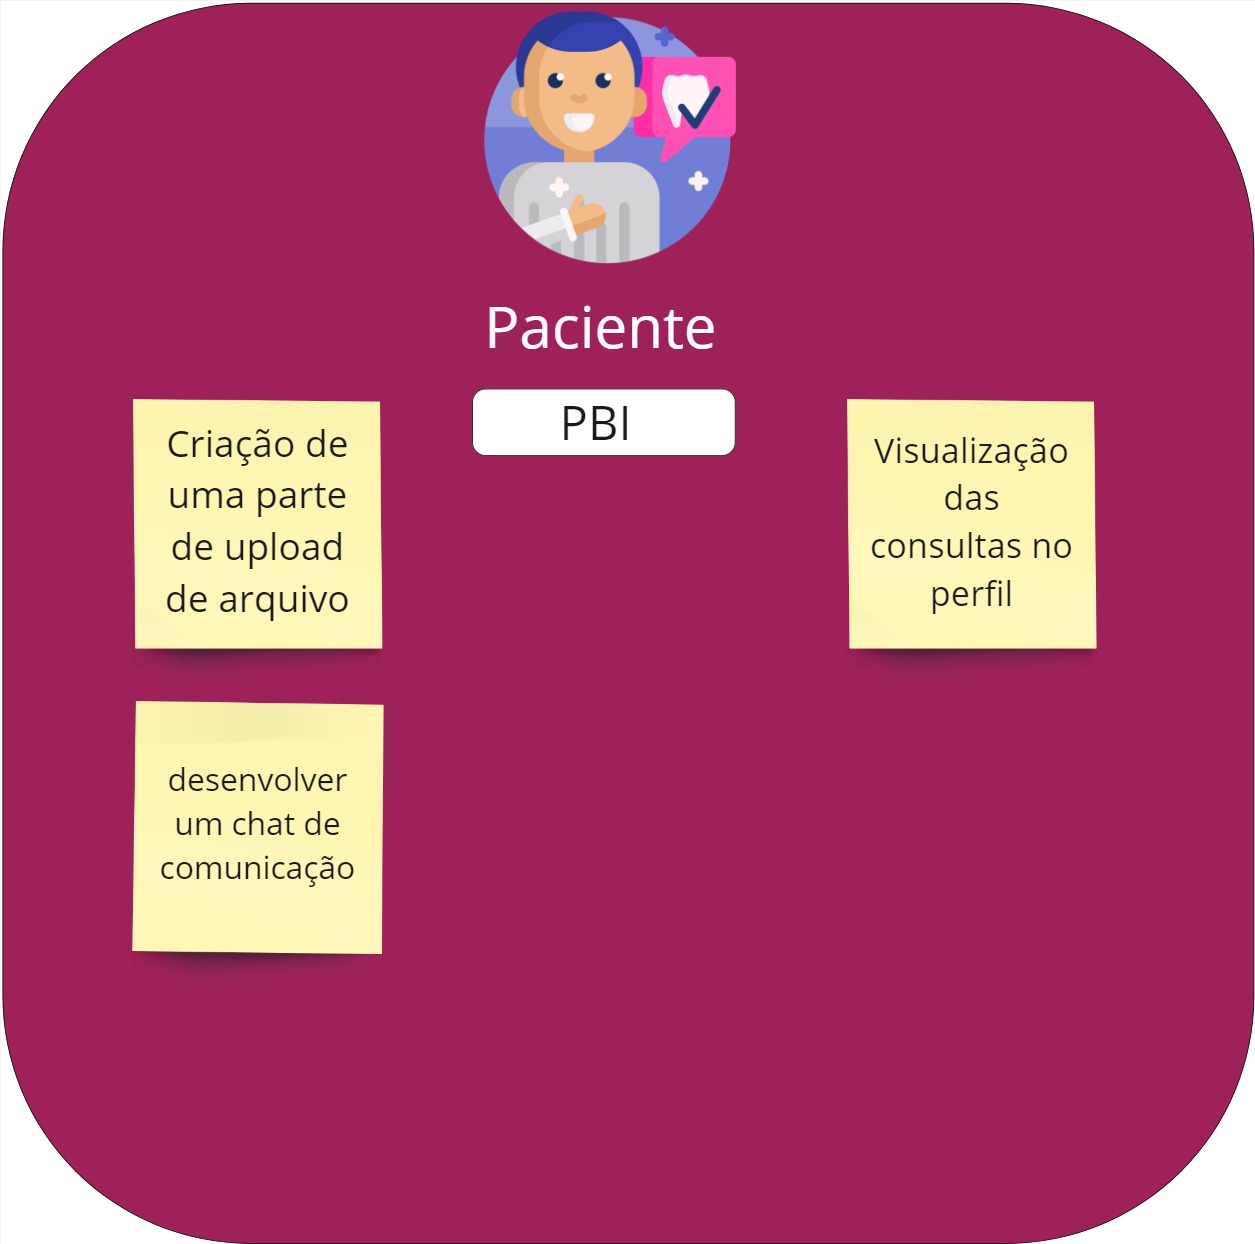 Paciente
PBI
Criação de
uma parte
de upload
de arquivo
Visualização
das
consultas no
perfil
desenvolver
um chat de
comunicação